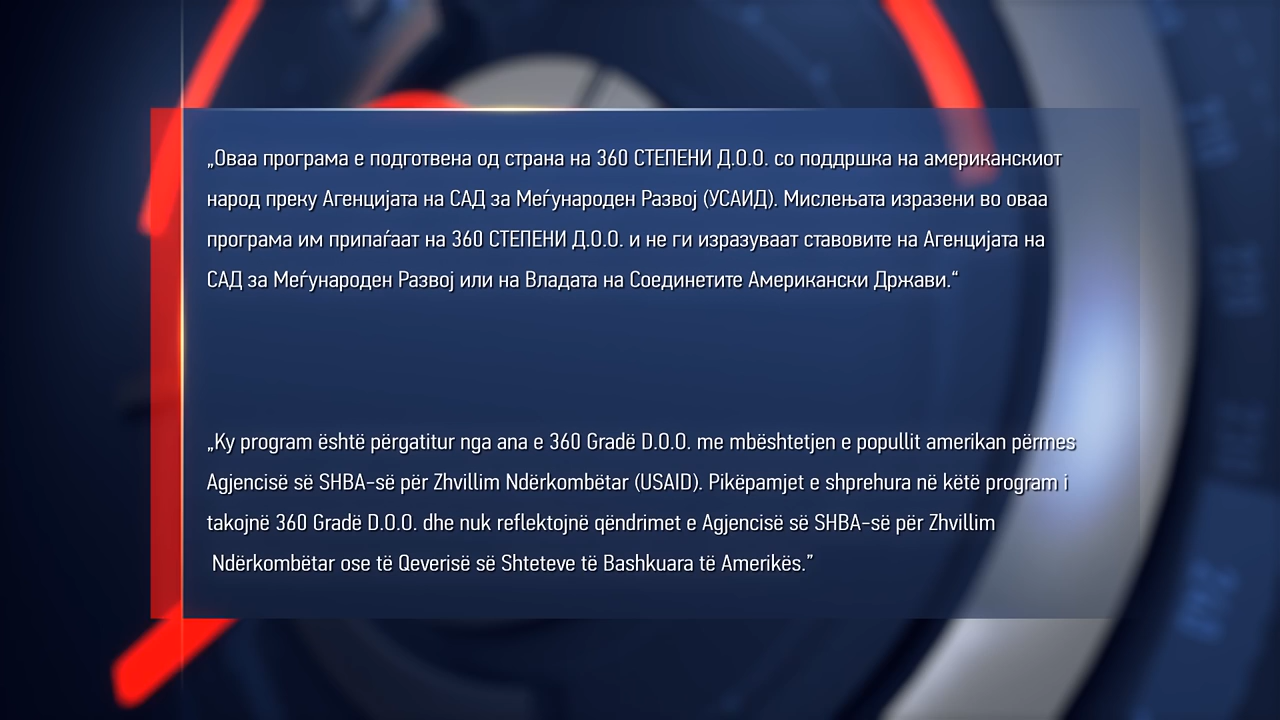 „Оваа програма е подготвена од страна на 360 СТЕПЕНИ Д.О.О. со поддршка на американскиот
народ преку Агенцијата на САД за Меѓународен Развој (УСАИД). Мислењата изразени во оваа
програма им припаѓаат на 360 СТЕПЕНИ Д.О.О. и не ги изразуваат ставовите на Агенцијата на
САД за Меѓународен Развој или на Владата на Соединетите Американски Држави.“
„Ky program është përgatitur nga ana e 360 Gradë D.O.O. me mbështetjen e popullit amerikan përmes
Agjencisë së SHBA-së për Zhvillim Ndërkombëtar (USAID). Pikëpamjet e shprehura në këtë program i
takojnë 360 Gradë D.O.O. dhe nuk reflektojnë qëndrimet e Agjencisë së SHBA-së për Zhvillim
Ndërkombëtar ose të Qeverisë së Shteteve të Bashkuara të Amerikës.”